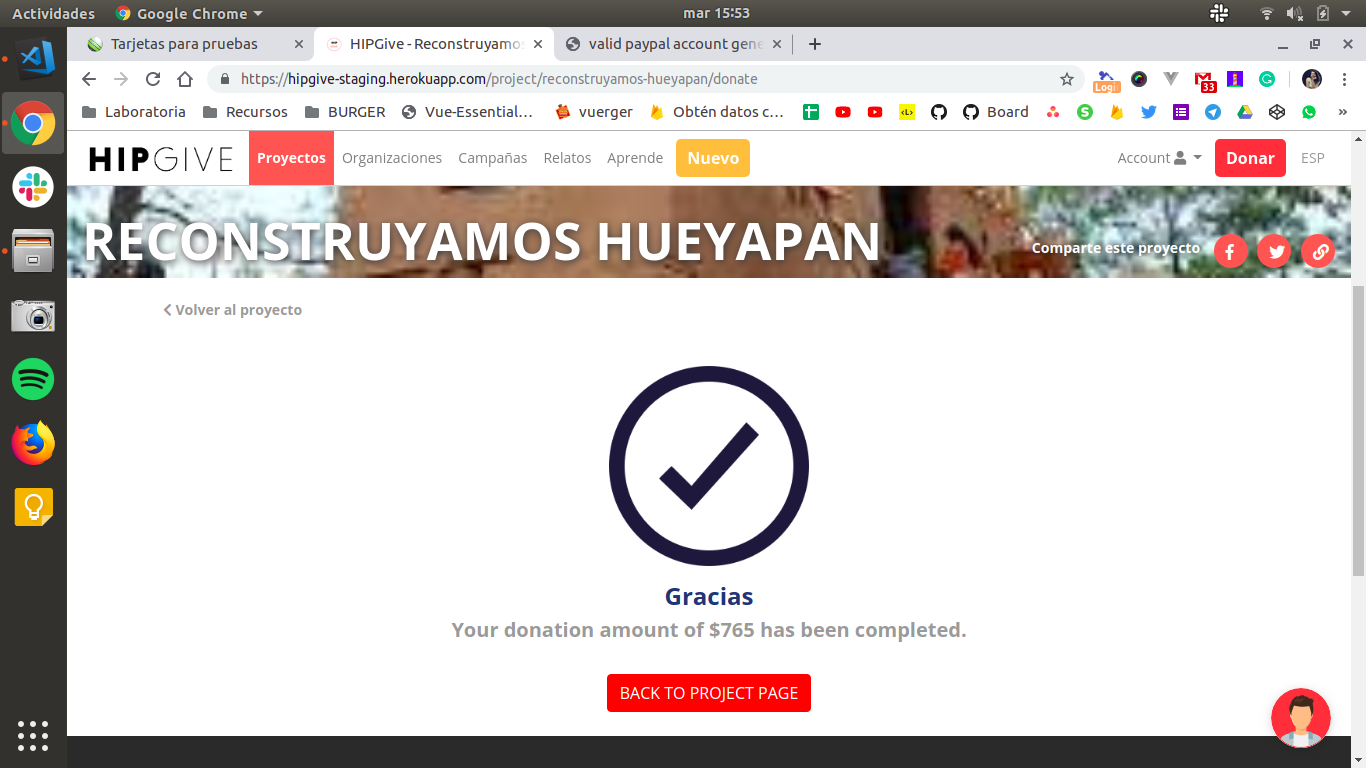 Actividades Google Chrome mar 15:53
Tarjetas para pruebas HIPGive - Reconstruyamos valid paypal account gene
https://hipgive-staging.herokuapp.com/project/reconstruyamos-hueyapan/donate Login 33
Laboratoria Recursos BURGER Vue-Essential... vuerger Obtén datos c... <L> Board »
HIPGIVE Proyectos Organizaciones Campañas Relatos Aprende Nuevo Account Donar ESP
RECONSTRUYAMOS HUEYAPAN Comparte este proyecto
Volver al proyecto
Gracias
Your donation amount of $765 has been completed.
BACK TO PROJECT PAGE